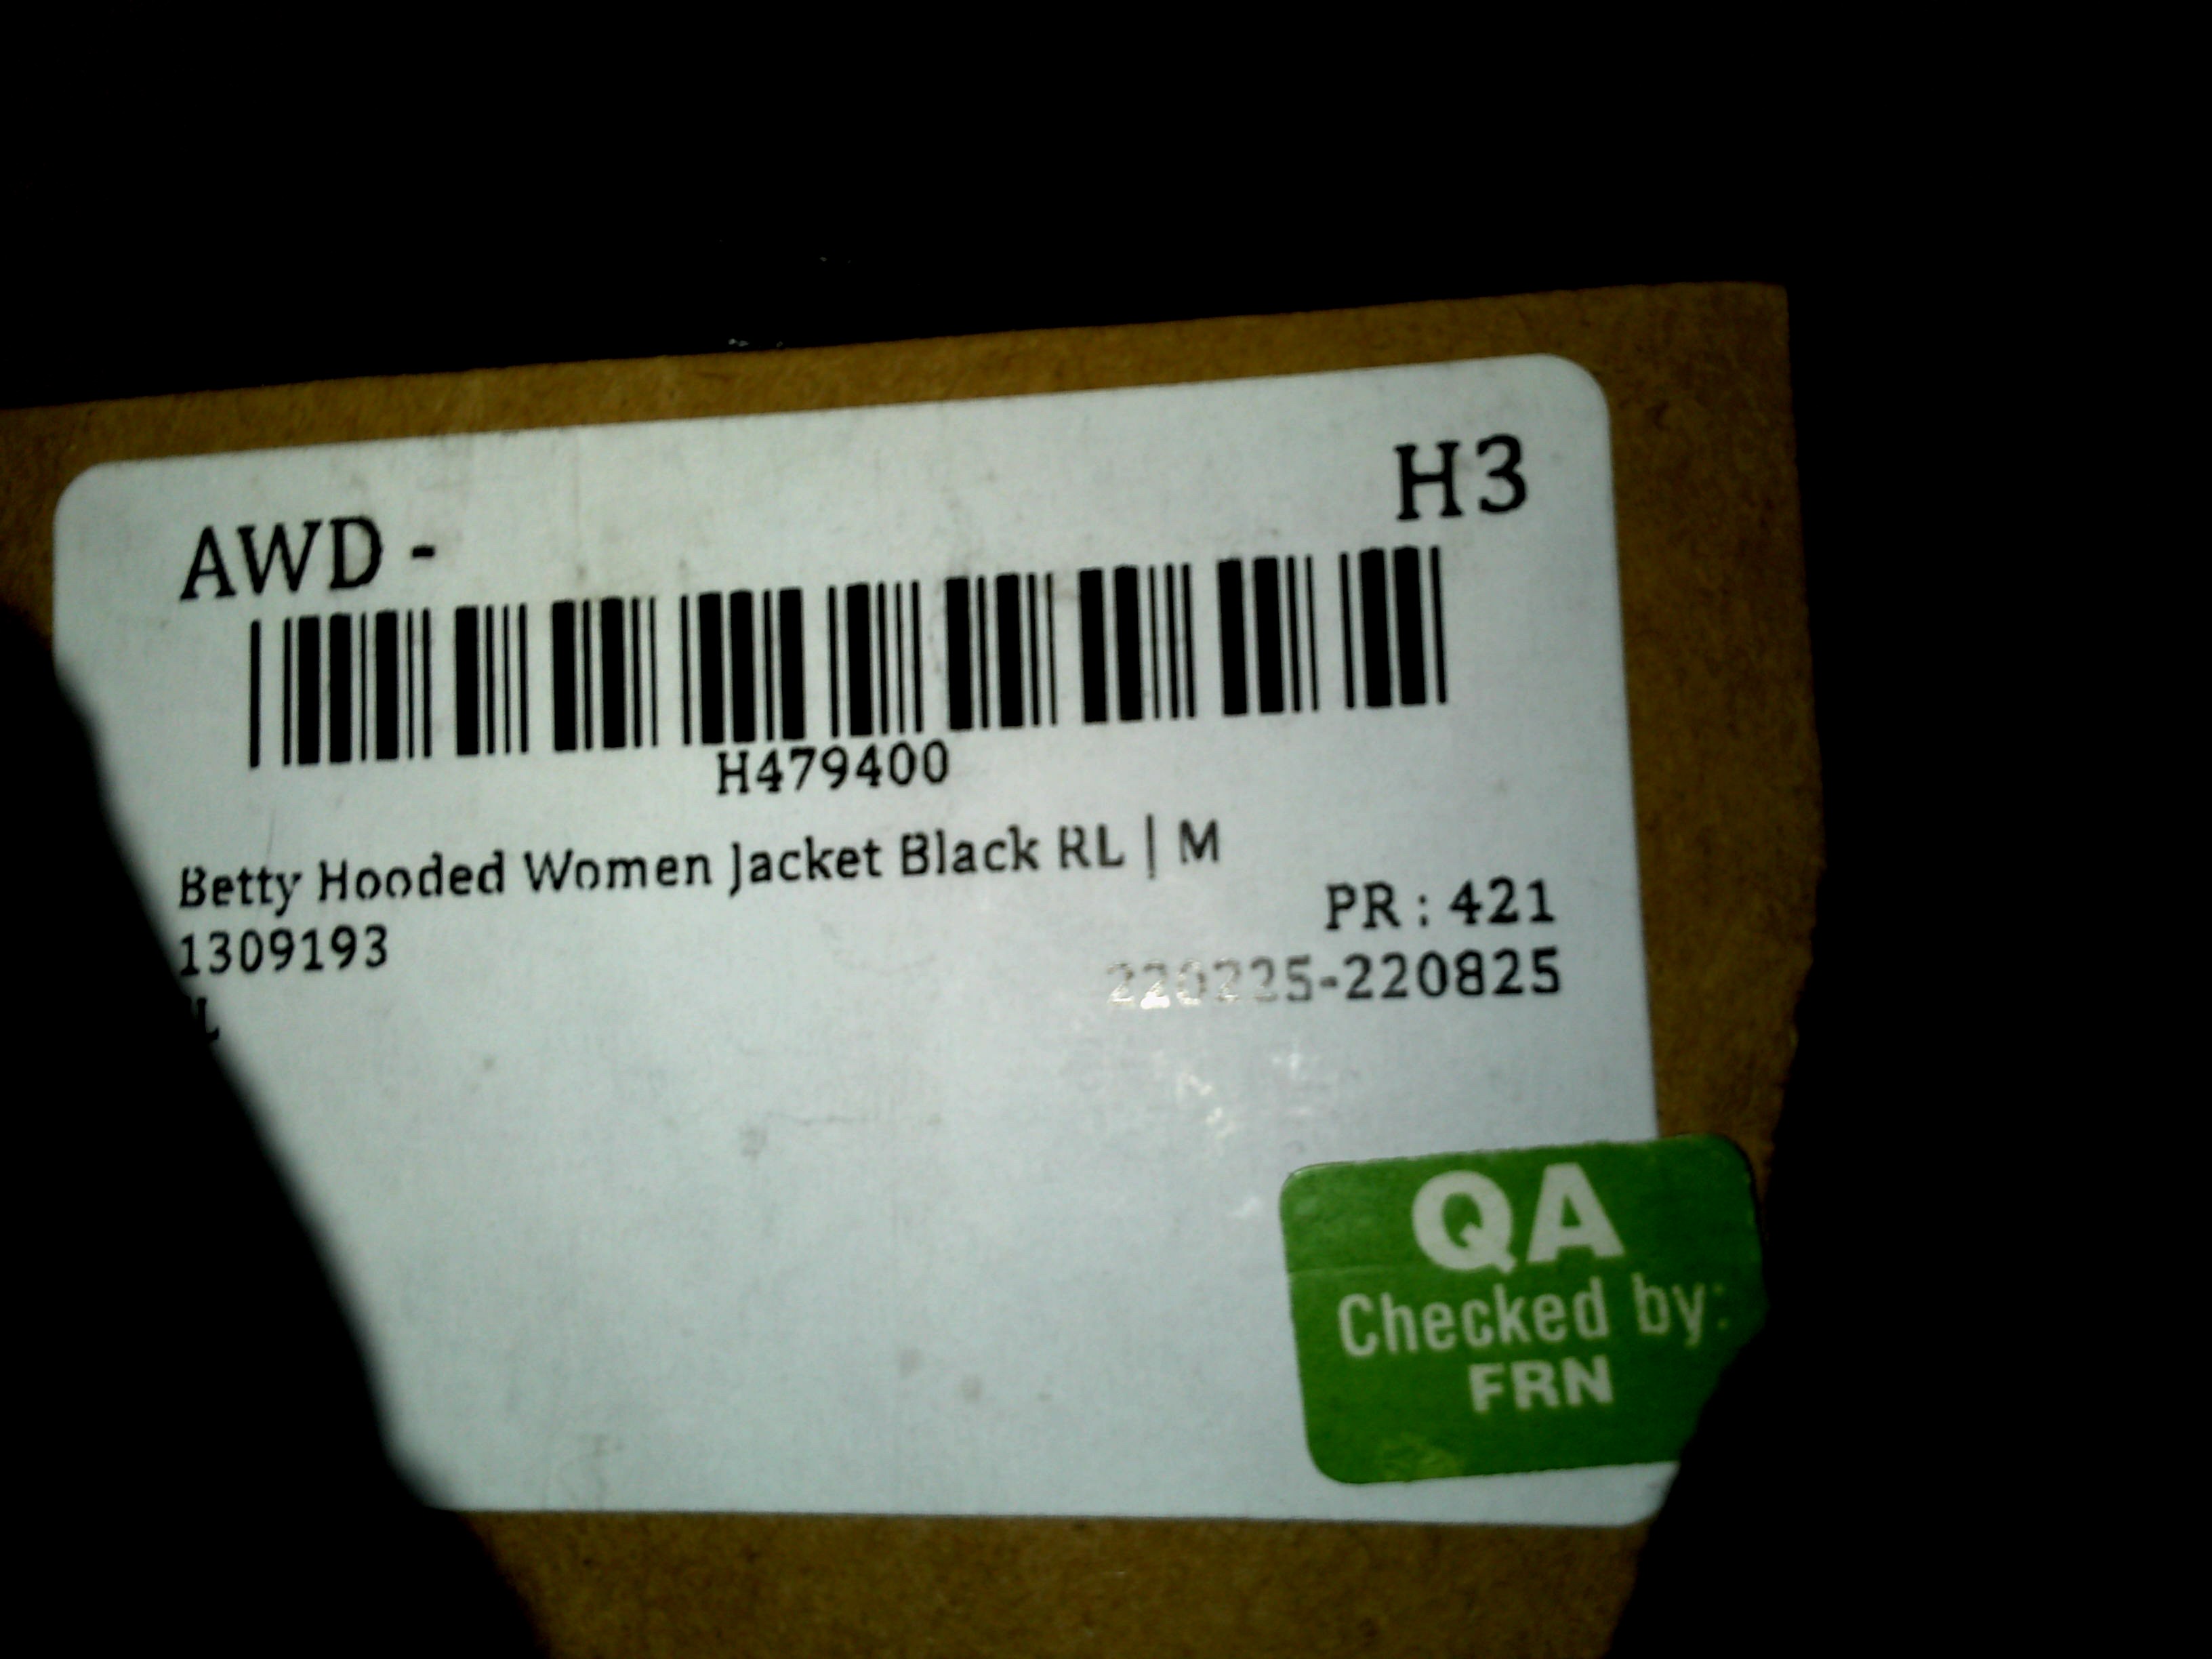 H3
AWD -
H479400
Betty Hooded Women Jacket Black RL | M
PR : 421
1309193
220225-220825
QA
Checked by:
FRN